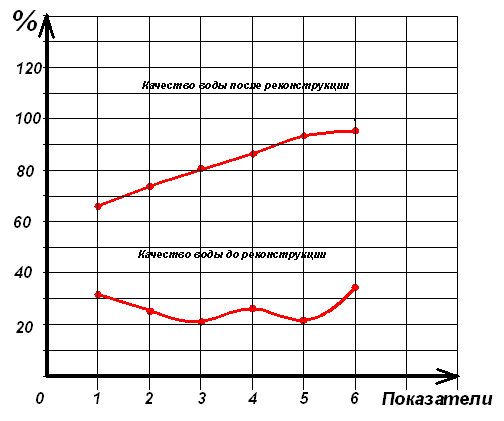 %
120
Качество воды после реконструкции
100
80
60
Качество воды до реконструкции
40
20
0 1 2 3 4 5 6 Показатели